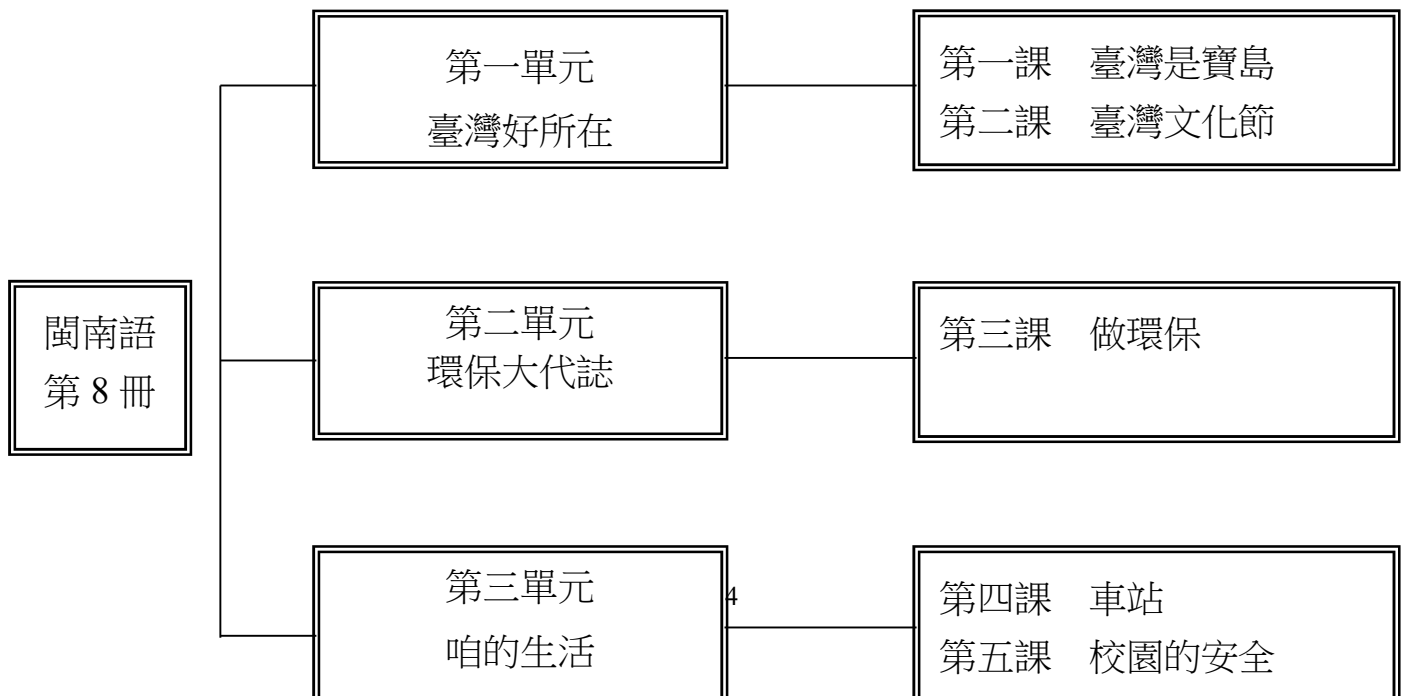 閩南語
第 8 冊
第一單元
臺灣好所在
第一課　臺灣是寶島
第二課　臺灣文化節
第二單元
環保大代誌
第三課　做環保
第三單元
咱的生活
4
第四課　車站
第五課　校園的安全